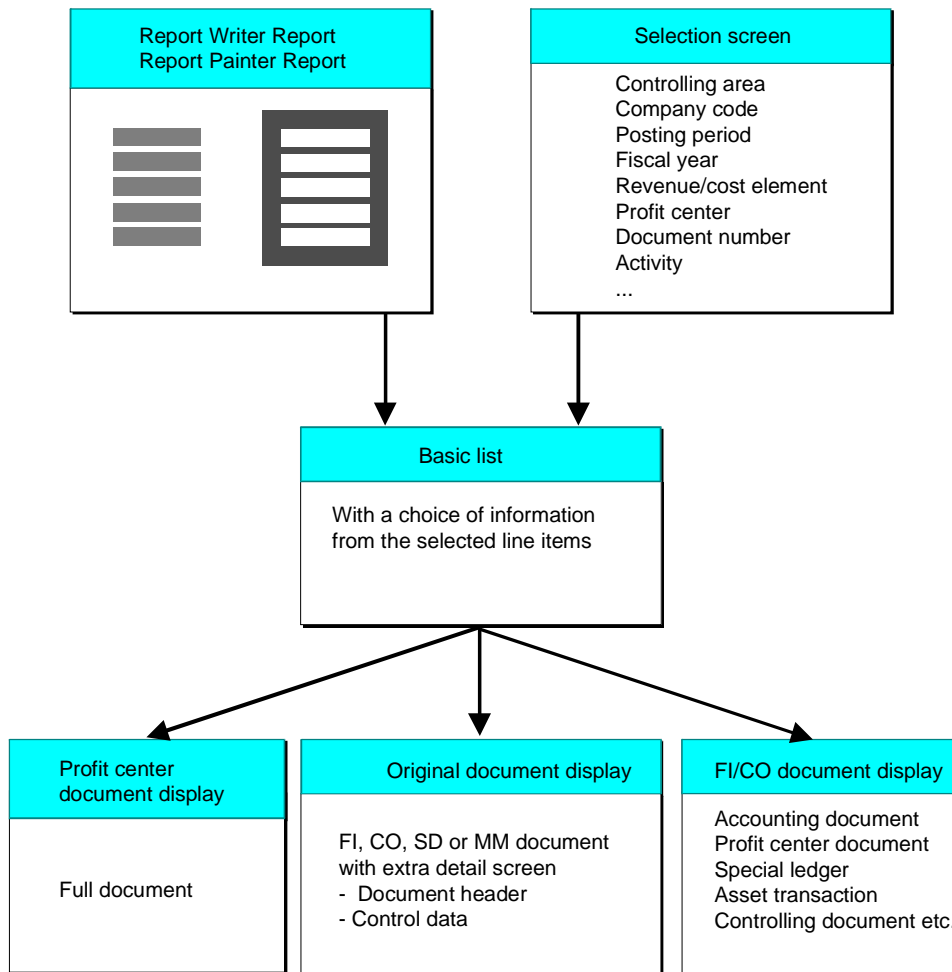 Report Writer Report
Report Painter Report
Selection screen
Controlling area
Company code
Posting period
Fiscal year
Revenue/cost element
Profit center
Document number
Activity
...
Basic list
With a choice of information
from the selected line items
Profit center
document display
Full document
Original document display
FI, CO, SD or MM document
with extra detail screen
- Document header
- Control data
FI/CO document display
Accounting document
Profit center document
Special ledger
Asset transaction
Controlling document etc.